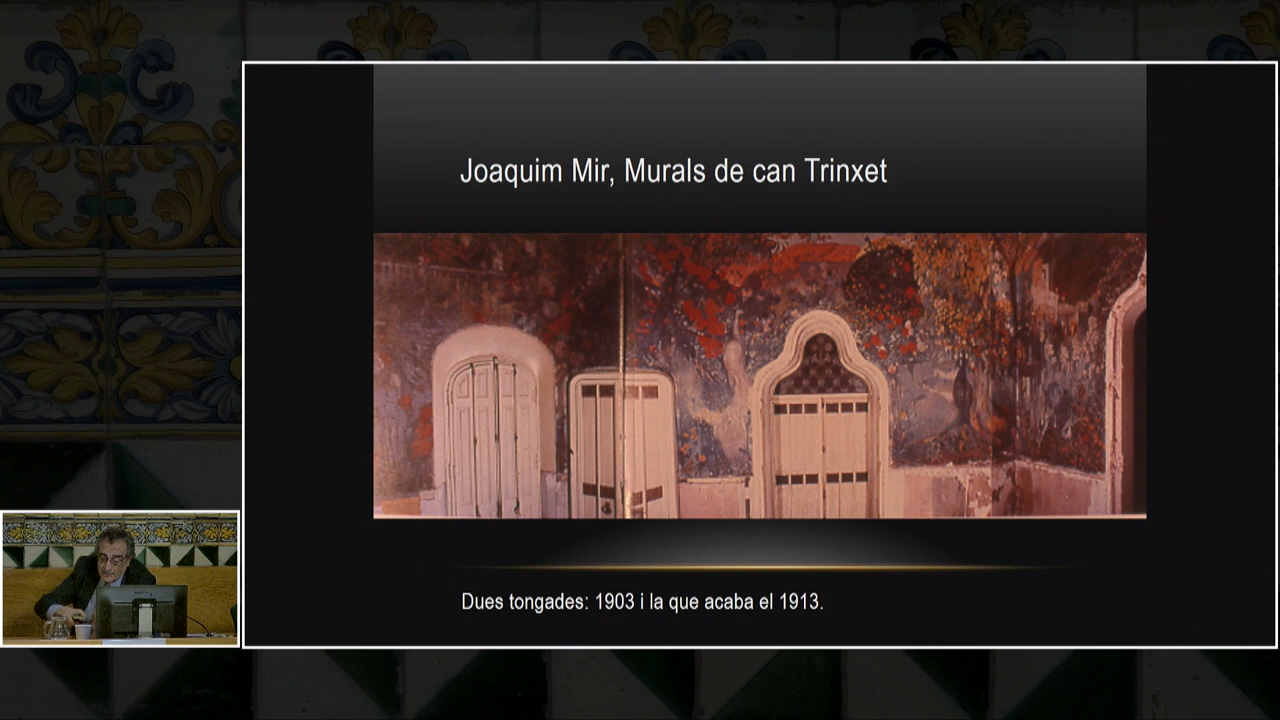 Joaquim Mir, Murals de can Trinxet
Dues tongades: 1903 i la que acaba el 1913.